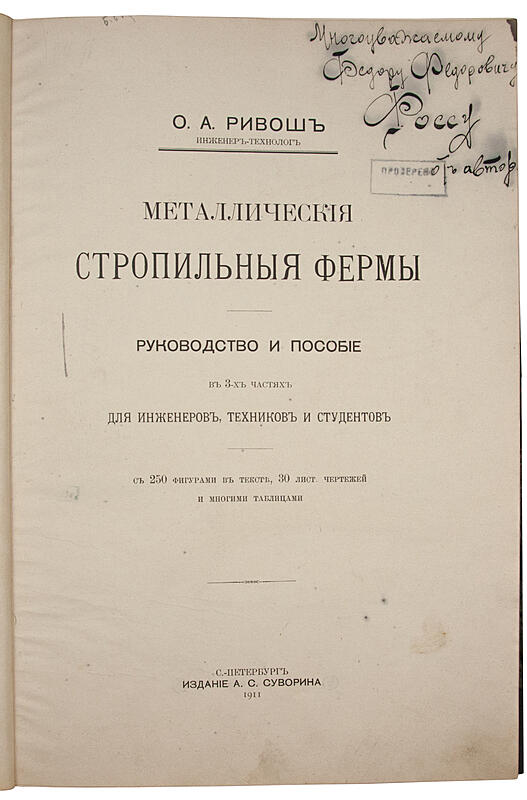 Многоуважаемому
Федору Федоровичу
Россу
отъ автор
ПРОВЕРЕНО
О. А. РИВОШЪ
ИНЖЕНЕРЪ-ТЕХНОЛОГЪ
МЕТАЛЛИЧЕСКІЯ
СТРОПИЛЬНЫЯ ФЕРМЫ
РУКОВОДСТВО И ПОСОБІЕ
ВЪ 3-ХЪ ЧАСТЯХЪ
ДЛЯ ИНЖЕНЕРОВЪ, ТЕХНИКОВЪ И СТУДЕНТОВЪ
СЪ 250 ФИГУРАМИ ВЪ ТЕКСТѢ, 30 ЛИСТ. ЧЕРТЕЖЕЙ
И МНОГИМИ ТАБЛИЦАМИ
С.-ПЕТЕРБУРГЪ
ИЗДАНІЕ А. С. СУВОРИНА
1911